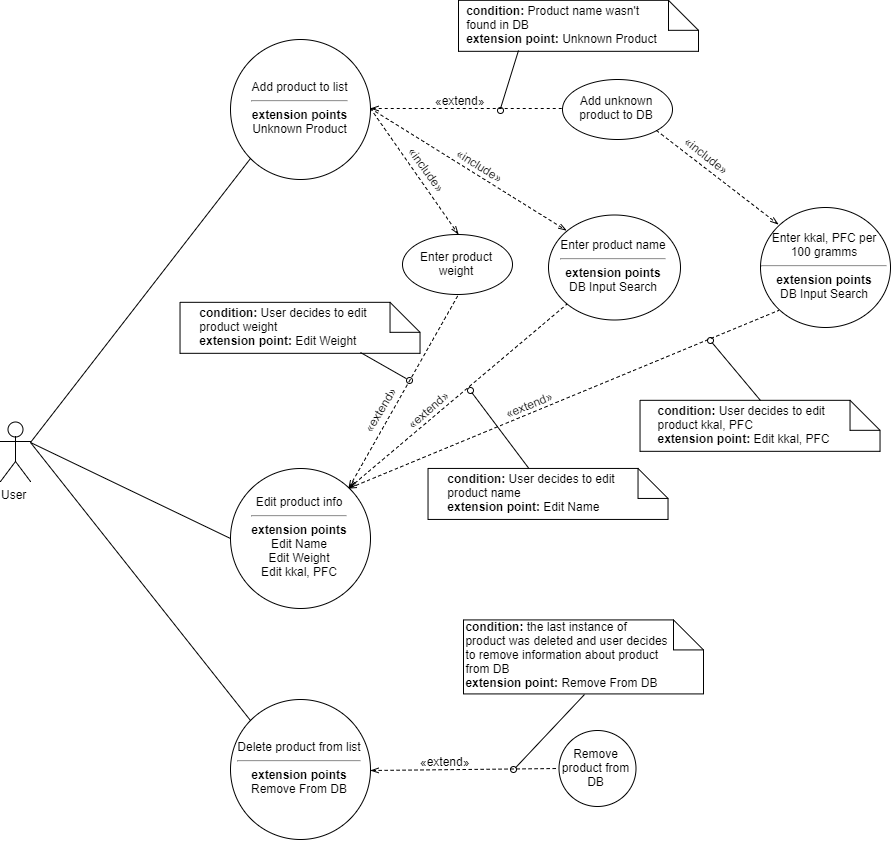 condition: Product name wasn't
found in DB
extension point: Unknown Product
Add product to list
extension points
Unknown Product
«extend»
Add unknown
product to DB
«include»
«include»
«include»
Enter product
weight
Enter product name
extension points
DB Input Search
Enter kkal, PFC per
100 gramms
extension points
DB Input Search
condition: User decides to edit
product weight
extension point: Edit Weight
«extend»
«extend»
«extend»
condition: User decides to edit
product kkal, PFC
extension point: Edit kkal, PFC
User
condition: User decides to edit
product name
extension point: Edit Name
Edit product info
extension points
Edit Name
Edit Weight
Edit kkal, PFC
condition: the last instance of
product was deleted and user decides
to remove information about product
from DB
extension point: Remove From DB
Delete product from list
extension points
Remove From DB
«extend»
Remove
product from
DB